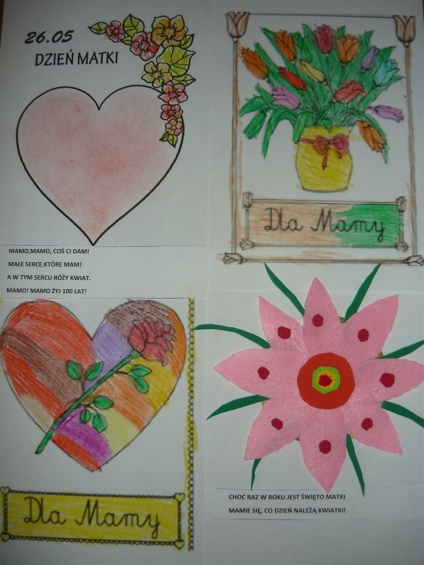 26.05
DZIEŃ MATKI
MAMO,MAMO, COŚ CI DAM!
MAŁE SERCE,KTÓRE MAM!
A W TYM SERCU RÓŻY KWIAT.
MAMO! MAMO ŻYJ 100 LAT!
Dla Mamy
Dla Mamy
CHOĆ RAZ W ROKU JEST ŚWIĘTO MATKI
MAMIE SIĘ, CO DZIEŃ NALEŻĄ KWIATKI!